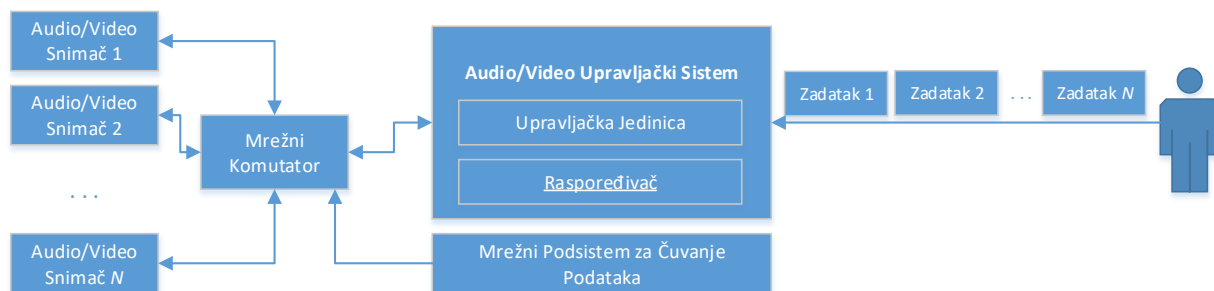 Audio/Video
Snimač 1
Audio/Video
Snimač 2
. . .
Audio/Video
Snimač N
Mrežni
Komutator
Audio/Video Upravljački Sistem
Upravljačka Jedinica
Raspoređivač
Mrežni Podsistem za Čuvanje
Podataka
Zadatak 1
Zadatak 2
. . .
Zadatak N